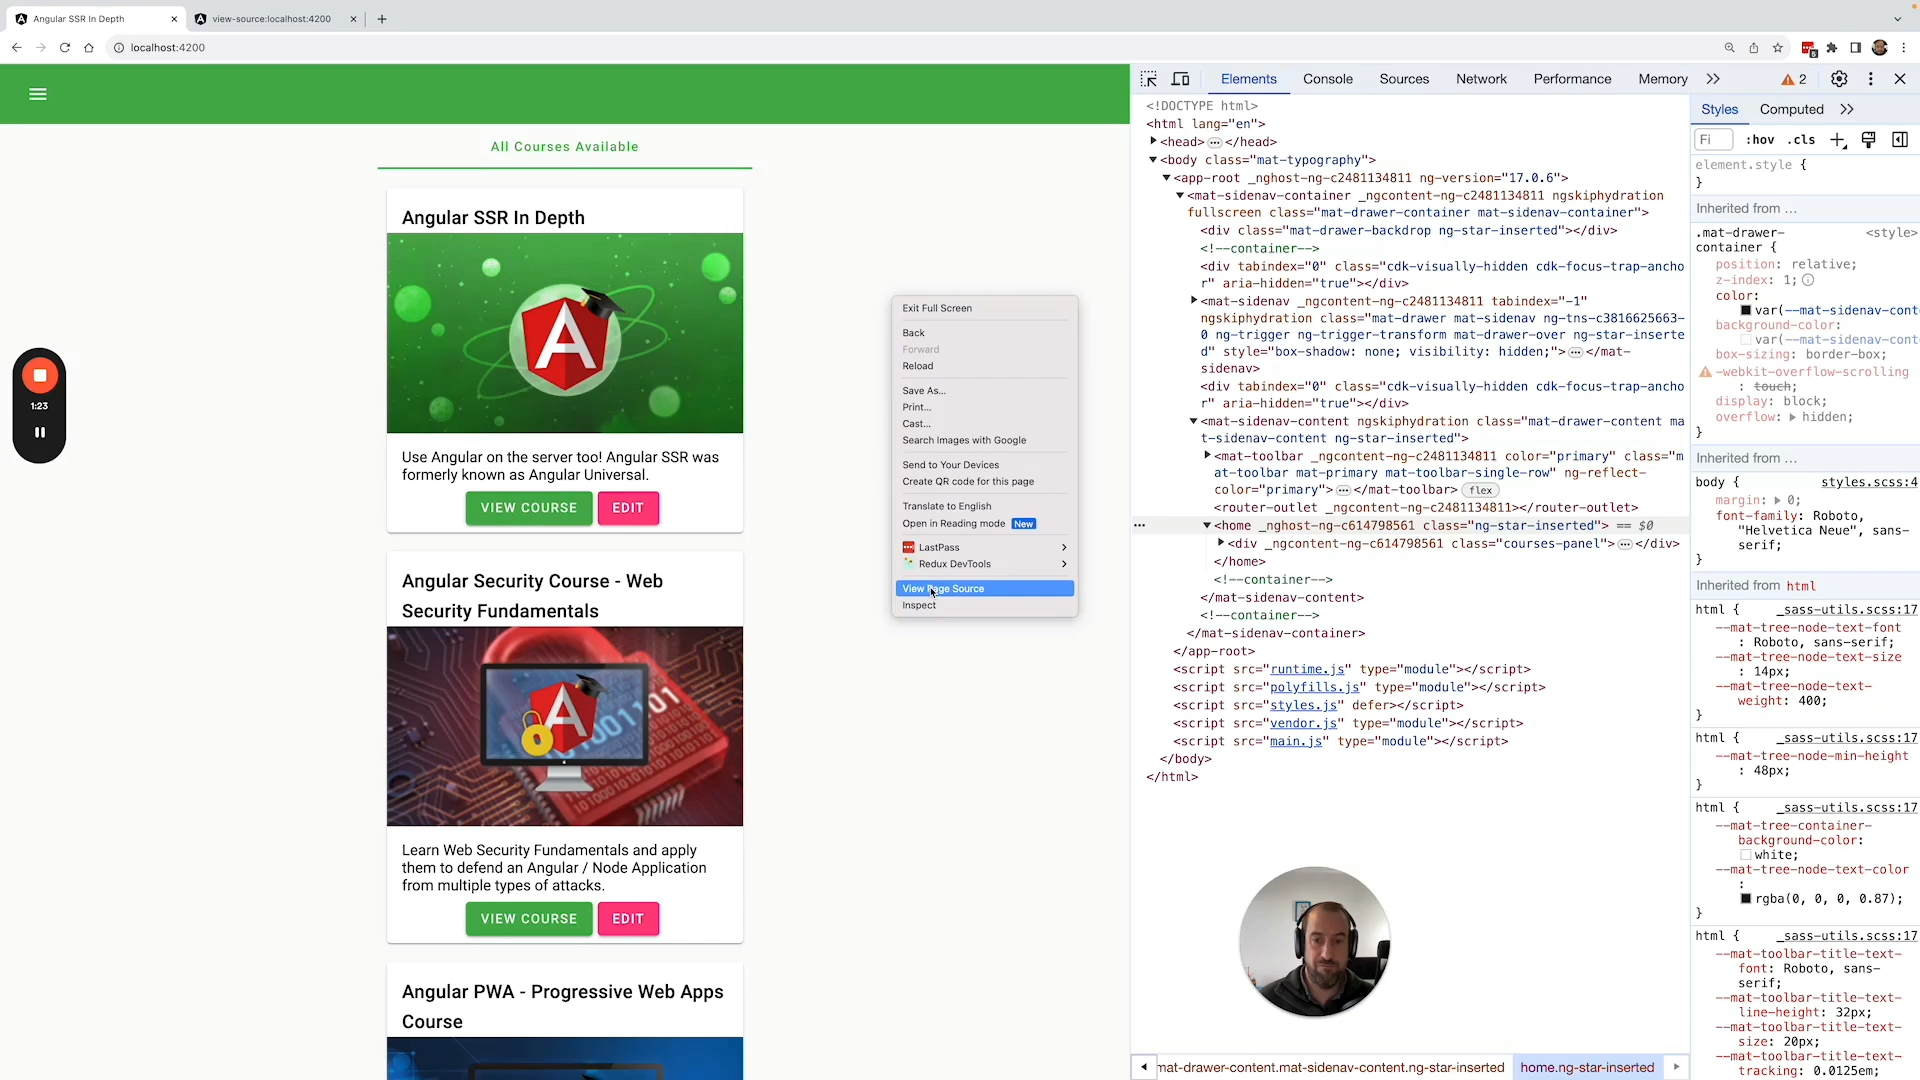 Angular SSR In Depth
view-source:localhost:4200
localhost:4200
5
All Courses Available
Angular SSR In Depth
Use Angular on the server too! Angular SSR was
formerly known as Angular Universal.
VIEW COURSE
EDIT
Angular Security Course - Web
Security Fundamentals
Learn Web Security Fundamentals and apply
them to defend an Angular / Node Application
from multiple types of attacks.
VIEW COURSE
EDIT
Angular PWA - Progressive Web Apps
Course
1:23
Exit Full Screen
Back
Forward
Reload
Save As...
Print...
Cast...
Search Images with Google
Send to Your Devices
Create QR code for this page
Translate to English
Open in Reading mode New
LastPass
Redux DevTools
View Page Source
Inspect
Elements
Console
Sources
Network
Performance
Memory
2
<!DOCTYPE html>
<html lang="en">
<head> … </head>
<body class="mat-typography">
<app-root _nghost-ng-c2481134811 ng-version="17.0.6">
<mat-sidenav-container _ngcontent-ng-c2481134811 ngskiphydration
fullscreen class="mat-drawer-container mat-sidenav-container">
<div class="mat-drawer-backdrop ng-star-inserted"></div>
<!--container-->
<div tabindex="0" class="cdk-visually-hidden cdk-focus-trap-ancho
r" aria-hidden="true"></div>
<mat-sidenav _ngcontent-ng-c2481134811 tabindex="-1"
ngskiphydration class="mat-drawer mat-sidenav ng-tns-c3816625663-
0 ng-trigger ng-trigger-transform mat-drawer-over ng-star-inserte
d" style="box-shadow: none; visibility: hidden;"> … </mat-
sidenav>
<div tabindex="0" class="cdk-visually-hidden cdk-focus-trap-ancho
r" aria-hidden="true"></div>
<mat-sidenav-content ngskiphydration class="mat-drawer-content ma
t-sidenav-content ng-star-inserted">
<mat-toolbar _ngcontent-ng-c2481134811 color="primary" class="m
at-toolbar mat-primary mat-toolbar-single-row" ng-reflect-
color="primary"> … </mat-toolbar> flex
<router-outlet _ngcontent-ng-c2481134811></router-outlet>
<home _nghost-ng-c614798561 class="ng-star-inserted"> == $0
<div _ngcontent-ng-c614798561 class="courses-panel"> … </div>
</home>
<!--container-->
</mat-sidenav-content>
<!--container-->
</mat-sidenav-container>
</app-root>
<script src="runtime.js" type="module"></script>
<script src="polyfills.js" type="module"></script>
<script src="styles.js" defer></script>
<script src="vendor.js" type="module"></script>
<script src="main.js" type="module"></script>
</body>
</html>
mat-drawer-content.mat-sidenav-content.ng-star-inserted
home.ng-star-inserted
Styles
Computed
Fi
:hov
.cls
element.style {
}
Inherited from …
.mat-drawer- <style>
container {
position: relative;
z-index: 1;
color:
var(--mat-sidenav-cont
background-color:
var(--mat-sidenav-cont
box-sizing: border-box;
-webkit-overflow-scrolling
: touch;
display: block;
overflow: hidden;
}
Inherited from …
body { styles.scss:4
margin: 0;
font-family: Roboto,
"Helvetica Neue", sans-
serif;
}
Inherited from html
html { _sass-utils.scss:17
--mat-tree-node-text-font
: Roboto, sans-serif;
--mat-tree-node-text-size
: 14px;
--mat-tree-node-text-
weight: 400;
}
html { _sass-utils.scss:17
--mat-tree-node-min-height
: 48px;
}
html { _sass-utils.scss:17
--mat-tree-container-
background-color:
white;
--mat-tree-node-text-color
:
rgba(0, 0, 0, 0.87);
}
html { _sass-utils.scss:17
--mat-toolbar-title-text-
font: Roboto, sans-
serif;
--mat-toolbar-title-text-
line-height: 32px;
--mat-toolbar-title-text-
size: 20px;
--mat-toolbar-title-text-
tracking: 0.0125em;